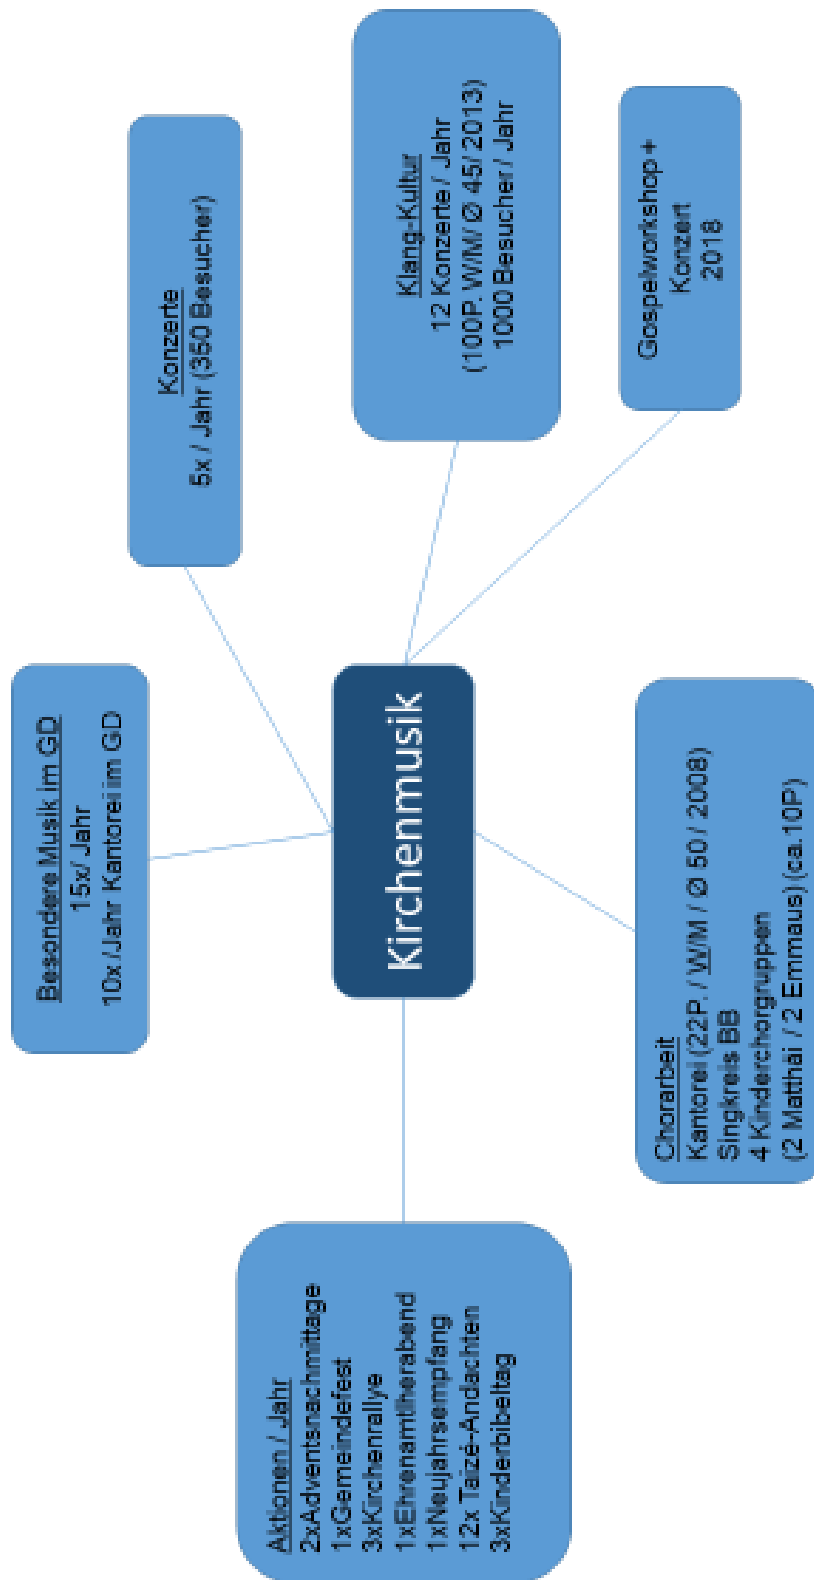 Besondere Musik im GD
15x/ Jahr
10x /Jahr Kantorei im GD
Konzerte
5x / Jahr (350 Besucher)
Klang-Kultur
12 Konzerte / Jahr
(100P. W/M/ Ø 45/ 2013)
1000 Besucher / Jahr
Gospelworkshop +
Konzert
2018
Kirchenmusik
Aktionen / Jahr
2xAdventsnachmittage
1xGemeindefest
3xKirchenrallye
1xEhrenamtlherabend
1xNeujahrsempfang
12x Taizé-Andachten
3xKinderbibeltag
Chorarbeit
Kantorei (22P. / W/M / Ø 50 / 2008)
Singkreis BB
4 Kinderchorgruppen
(2 Matthäi / 2 Emmaus) (ca.10P)